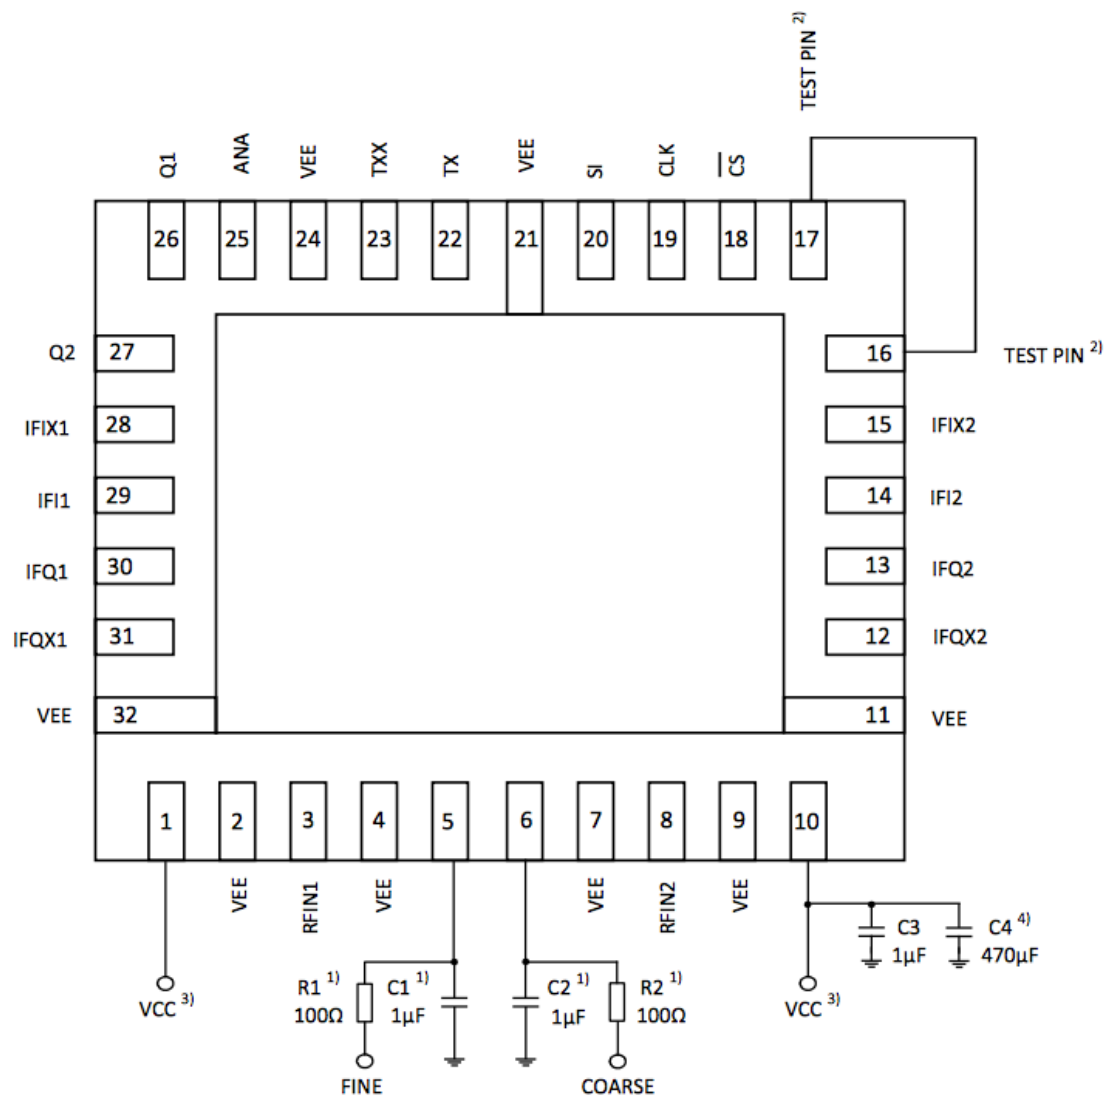 TEST PIN 2)
Q1 ANA VEE TXX TX VEE SI CLK CS
26 25 24 23 22 21 20 19 18 17
Q2 27 16 TEST PIN 2)
IFIX1 28 15 IFIX2
IFI1 29 14 IFI2
IFQ1 30 13 IFQ2
IFQX1 31 12 IFQX2
VEE 32 11 VEE
1 2 3 4 5 6 7 8 9 10
VEE RFIN1 VEE VEE RFIN2 VEE
C3 C4 4)
1µF 470µF
R1 1) C1 1) C2 1) R2 1)
VCC 3) 100Ω 1µF 1µF 100Ω VCC 3)
FINE COARSE